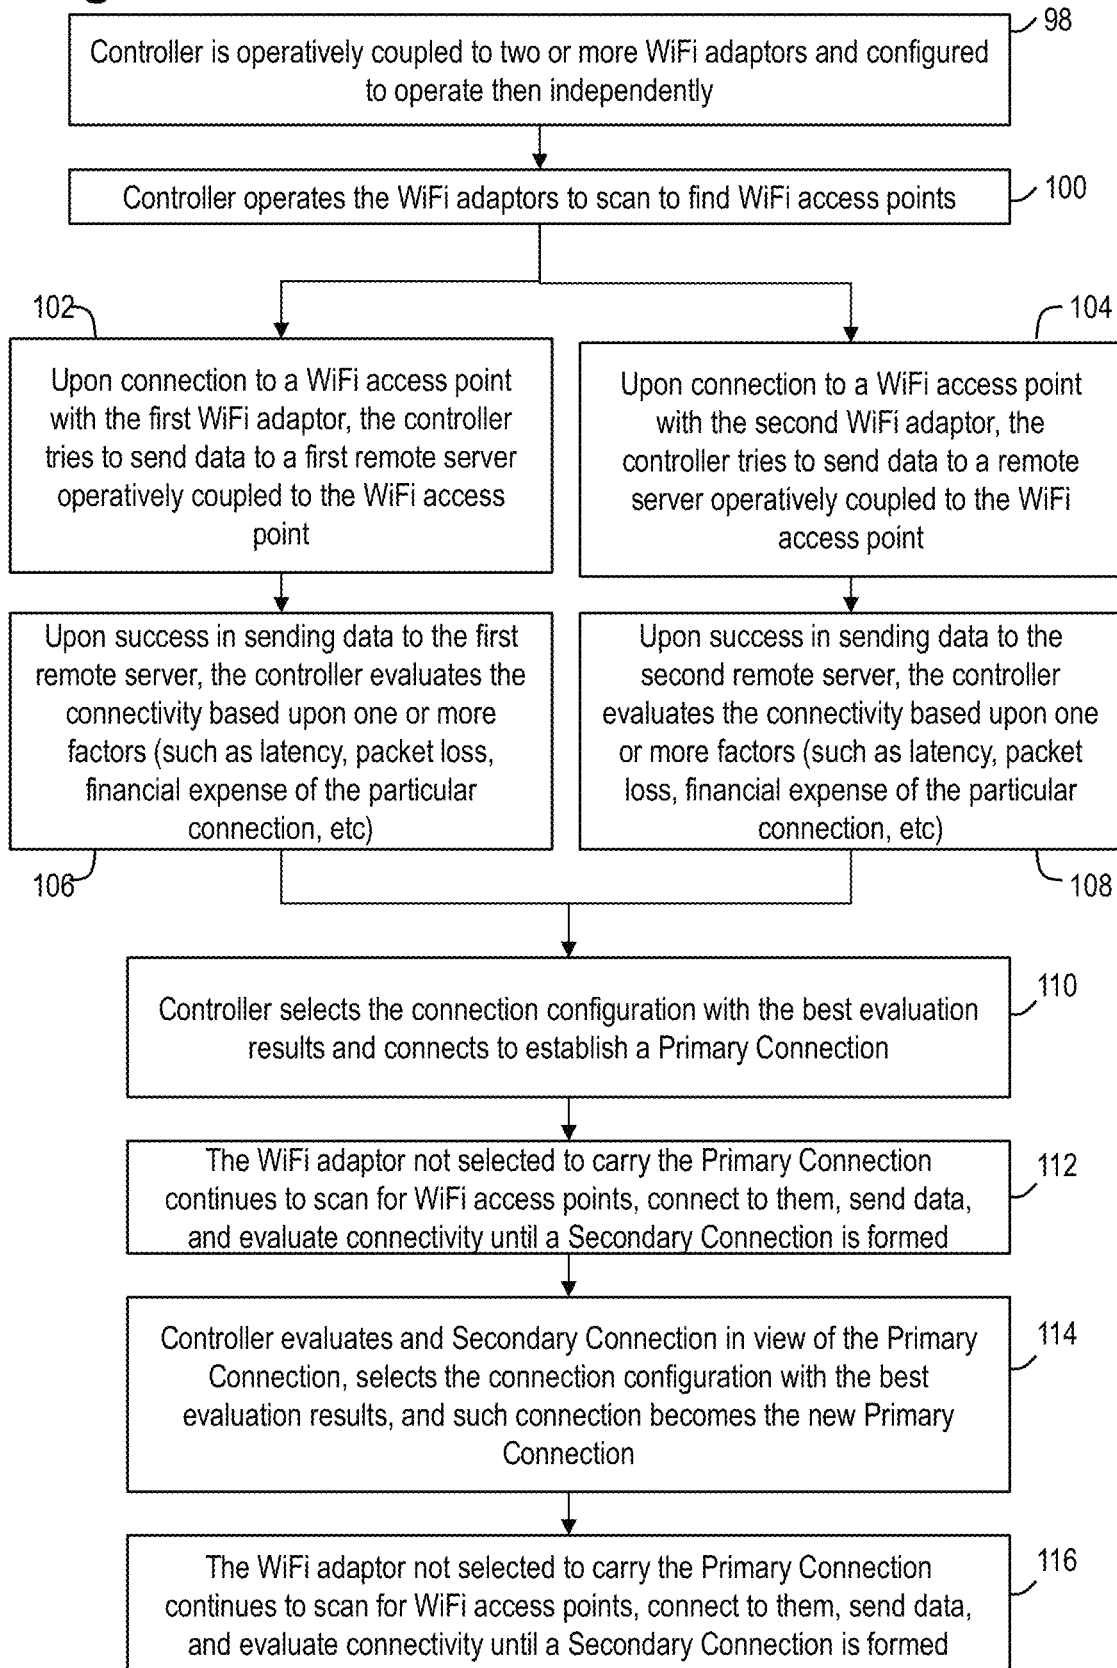 Controller is operatively coupled to two or more WiFi adaptors and configured
to operate then independently
98
Controller operates the WiFi adaptors to scan to find WiFi access points
100
102
Upon connection to a WiFi access point
with the first WiFi adaptor, the controller
tries to send data to a first remote server
operatively coupled to the WiFi access
point
104
Upon connection to a WiFi access point
with the second WiFi adaptor, the
controller tries to send data to a remote
server operatively coupled to the WiFi
access point
Upon success in sending data to the first
remote server, the controller evaluates the
connectivity based upon one or more
factors (such as latency, packet loss,
financial expense of the particular
connection, etc)
106
Upon success in sending data to the
second remote server, the controller
evaluates the connectivity based upon one
or more factors (such as latency, packet
loss, financial expense of the particular
connection, etc)
108
Controller selects the connection configuration with the best evaluation
results and connects to establish a Primary Connection
110
The WiFi adaptor not selected to carry the Primary Connection
continues to scan for WiFi access points, connect to them, send data,
and evaluate connectivity until a Secondary Connection is formed
112
Controller evaluates and Secondary Connection in view of the Primary
Connection, selects the connection configuration with the best
evaluation results, and such connection becomes the new Primary
Connection
114
The WiFi adaptor not selected to carry the Primary Connection
continues to scan for WiFi access points, connect to them, send data,
and evaluate connectivity until a Secondary Connection is formed
116